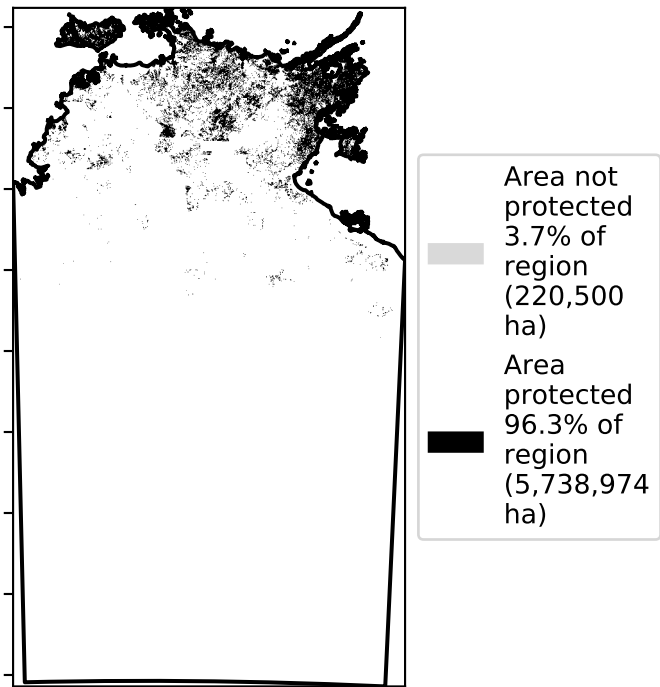 Area not
protected
3.7% of
region
(220,500
ha)
Area
protected
96.3% of
region
(5,738,974
ha)